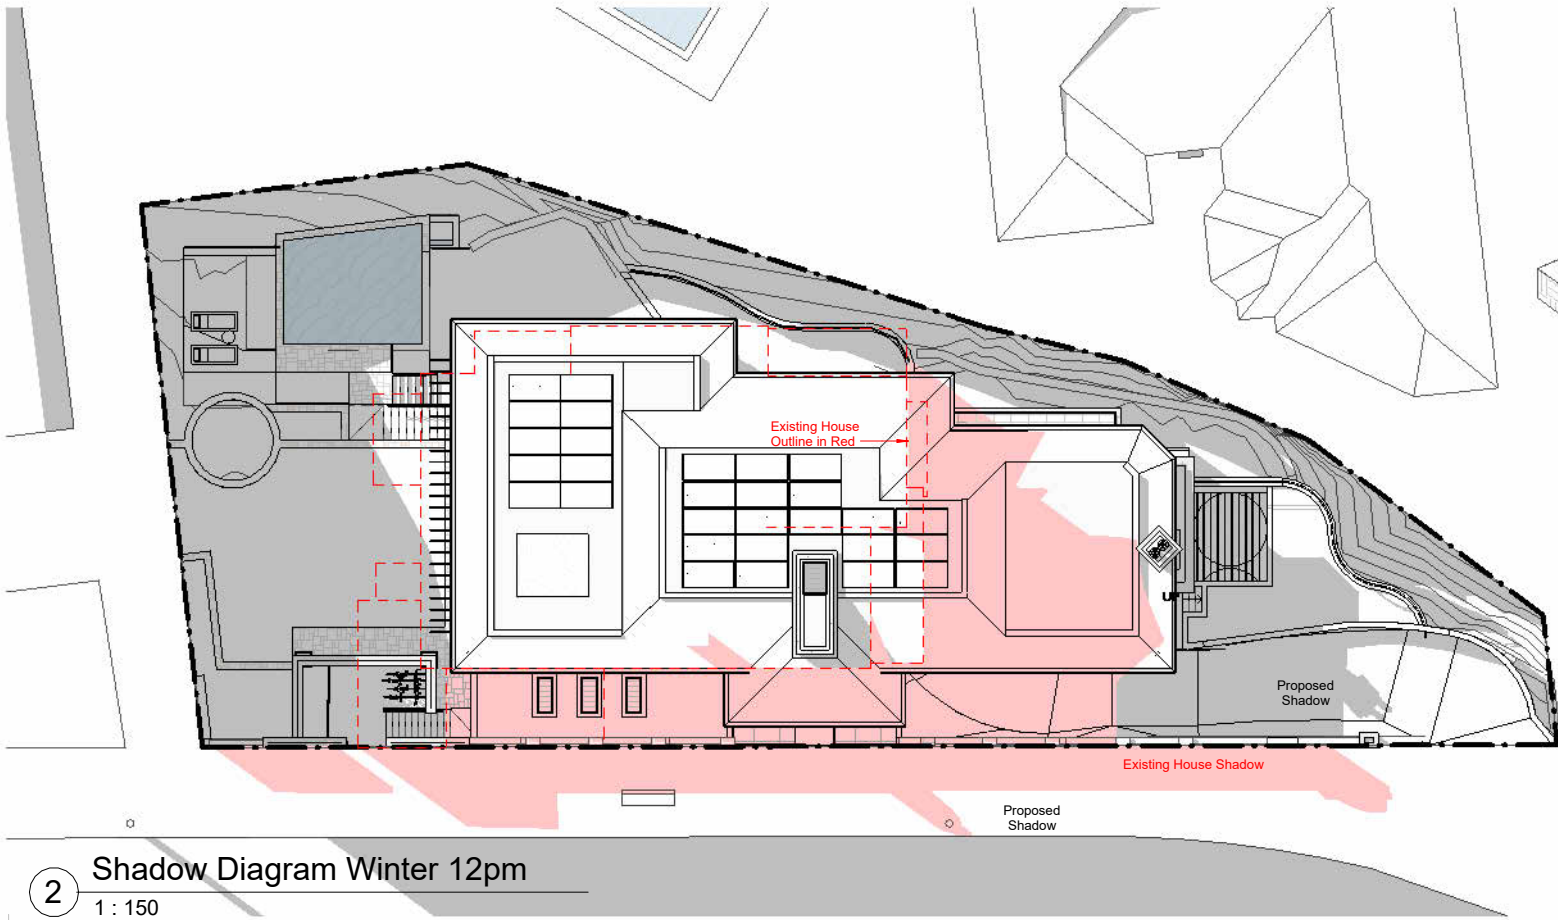 Existing House
Outline in Red
UP
Proposed
Shadow
Existing House Shadow
Proposed
Shadow
2
Shadow Diagram Winter 12pm
1 : 150